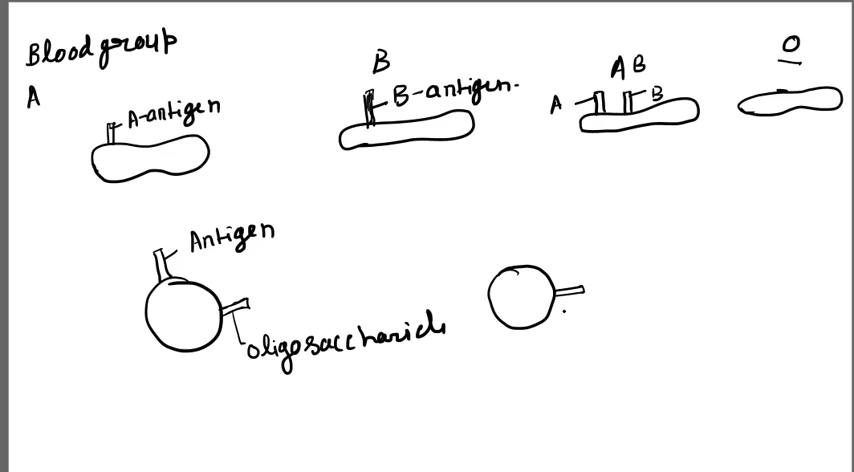 Blood group
A
A-antigen
B
B-antigen.
AB
A
B
O
Antigen
Oligosaccharide